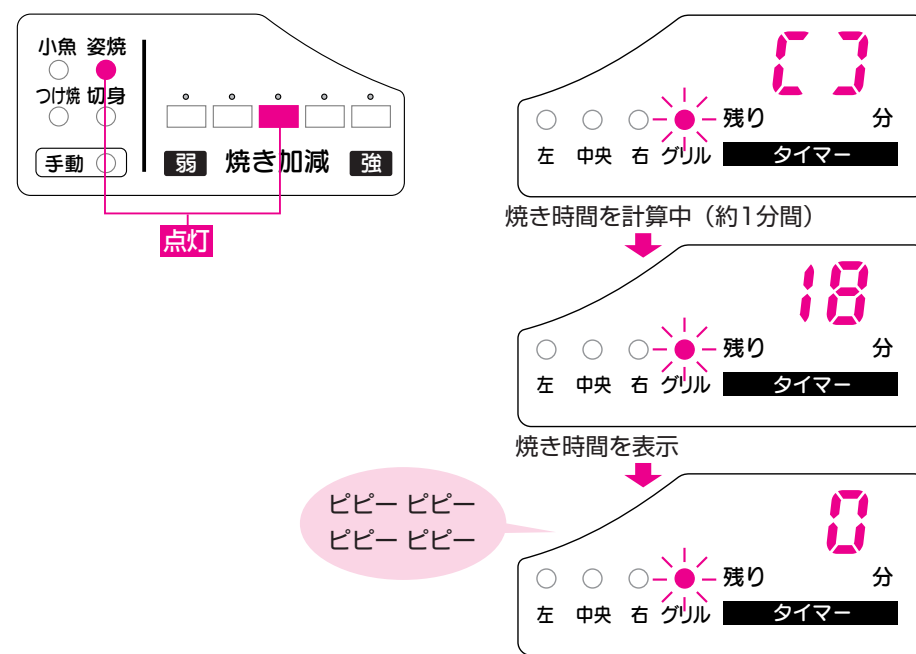 小魚 姿焼
つけ焼 切身
手動
弱 焼き加減 強
点灯
残り 分
左 中央 右 グリル タイマー
焼き時間を計算中（約1分間）
18
残り 分
左 中央 右 グリル タイマー
焼き時間を表示
ピピー ピピー
ピピー ピピー
0
残り 分
左 中央 右 グリル タイマー